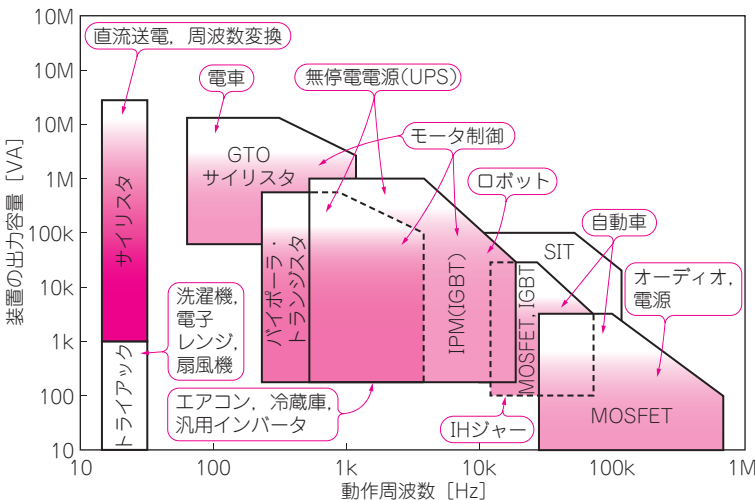 10M
10M
10M
1M
100k
10k
1k
100
10
装置の出力容量 [VA]
直流送電, 周波数変換
電車
無停電電源(UPS)
モータ制御
ロボット
自動車
オーディオ,
電源
GTO
サイリスタ
サイリスタ
トライアック
洗濯機,
電子
レンジ,
扇風機
バイポーラ・
トランジスタ
IPM(IGBT)
SIT
MOSFET, IGBT
MOSFET
エアコン, 冷蔵庫,
汎用インバータ
IHジャー
10
100
1k
10k
100k
1M
動作周波数 [Hz]